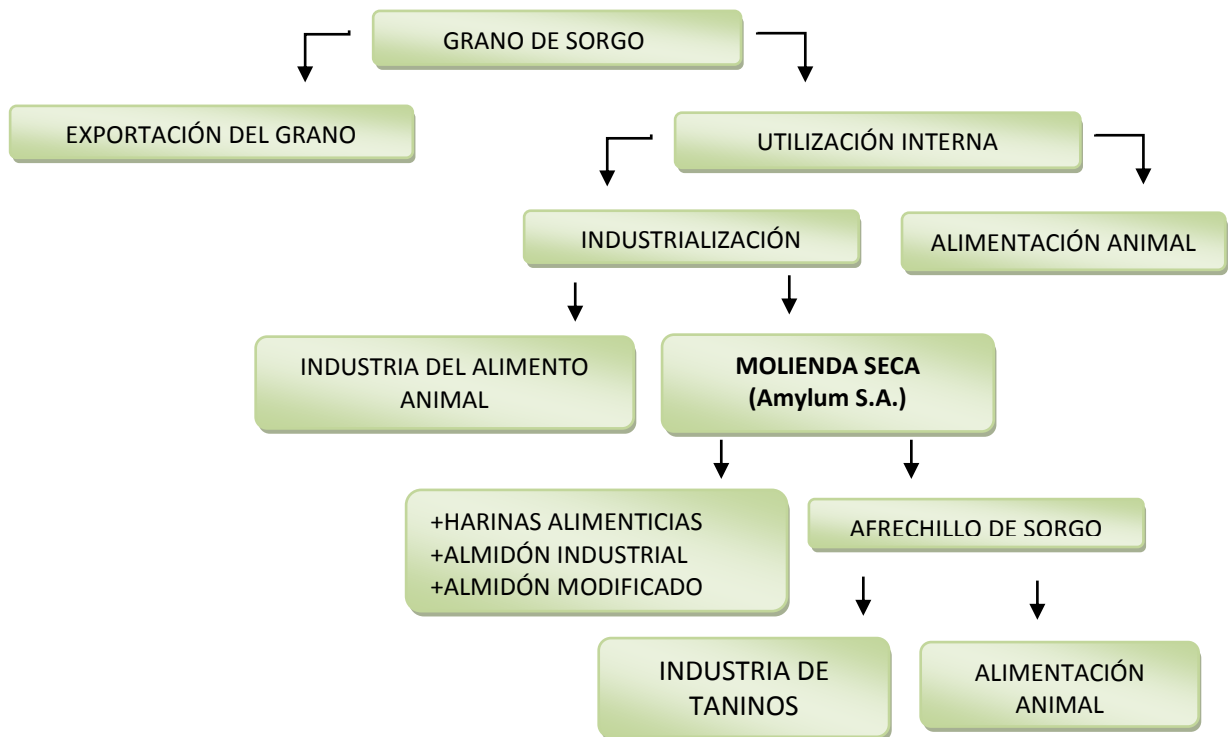 GRANO DE SORGO
EXPORTACIÓN DEL GRANO
UTILIZACIÓN INTERNA
INDUSTRIALIZACIÓN
ALIMENTACIÓN ANIMAL
INDUSTRIA DEL ALIMENTO
ANIMAL
MOLIENDA SECA
(Amylum S.A.)
+HARINAS ALIMENTICIAS
+ALMIDÓN INDUSTRIAL
+ALMIDÓN MODIFICADO
AFRECHILLO DE SORGO
INDUSTRIA DE
TANINOS
ALIMENTACIÓN
ANIMAL